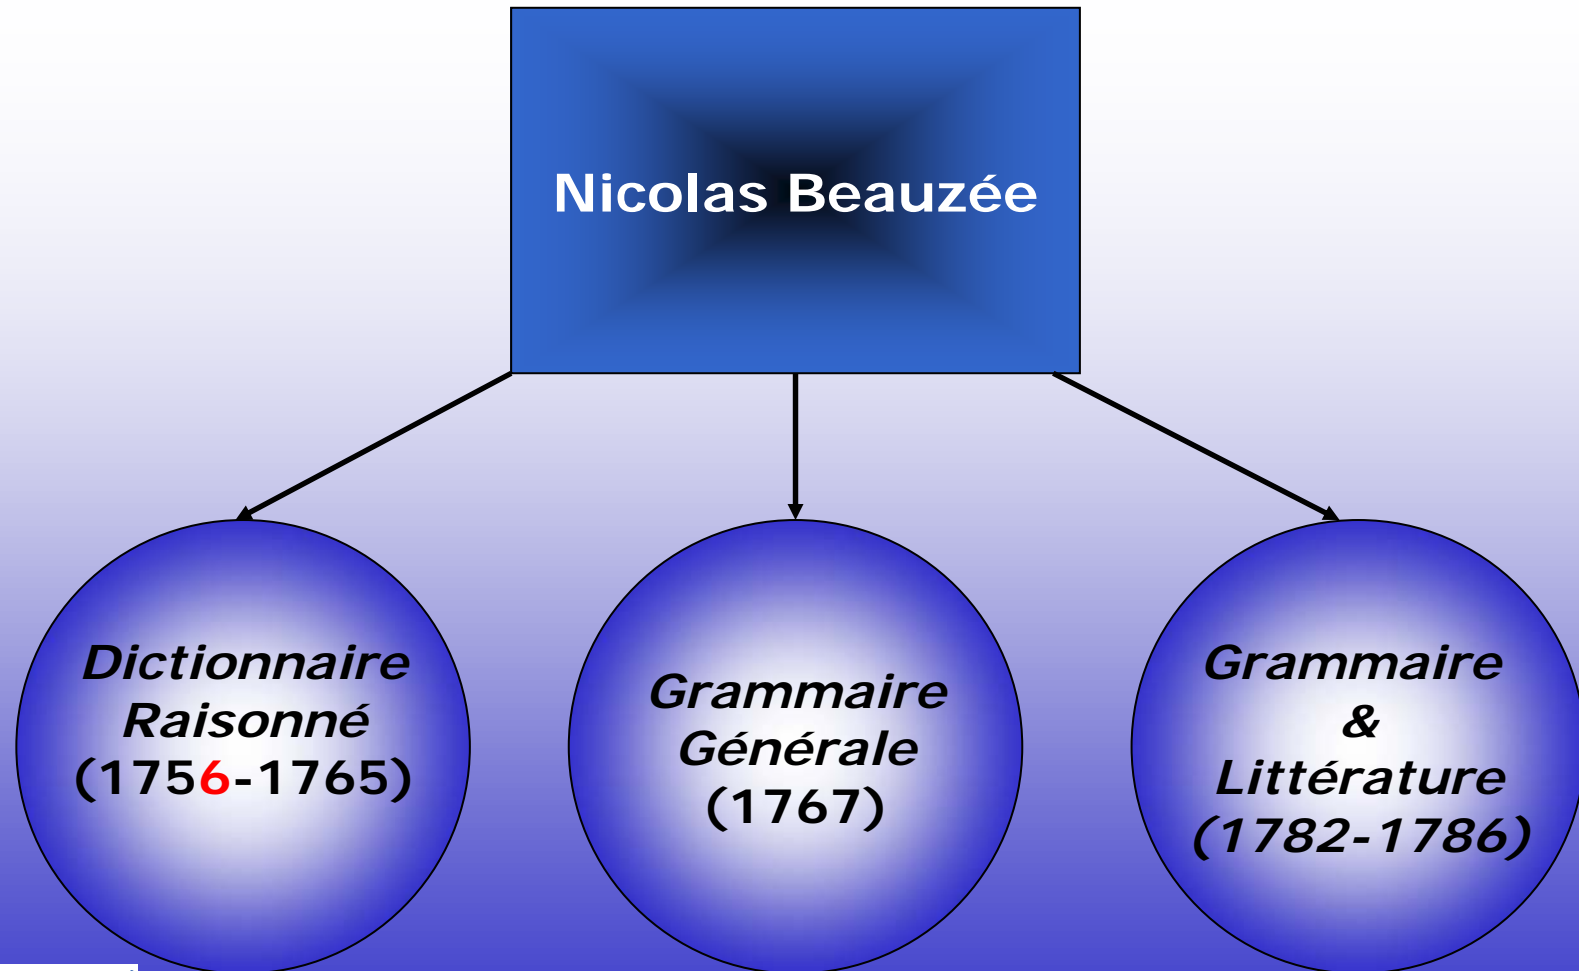 Nicolas Beauzée
Dictionnaire
Raisonné
(1756-1765)
Grammaire
Générale
(1767)
Grammaire
&
Littérature
(1782-1786)